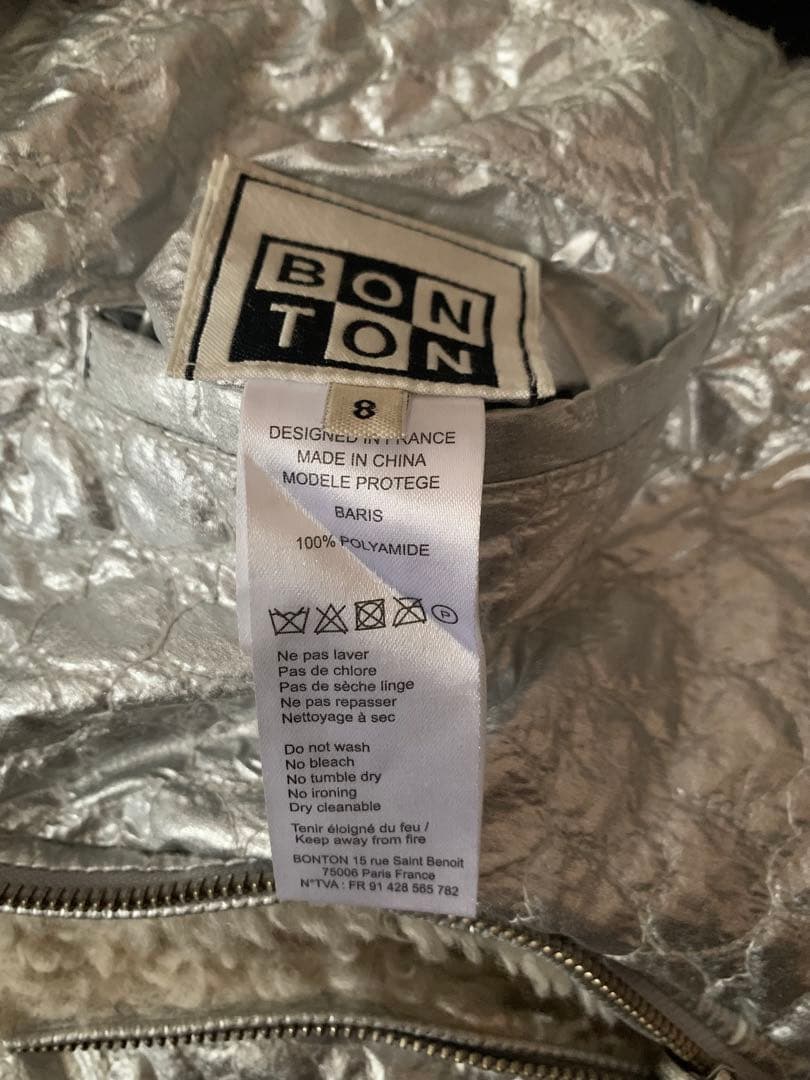 BON
TON
8
DESIGNED IN FRANCE
MADE IN CHINA
MODELE PROTEGE
BARIS
100% POLYAMIDE
P
Ne pas laver
Pas de chlore
Pas de sèche linge
Ne pas repasser
Nettoyage à sec
Do not wash
No bleach
No tumble dry
No ironing
Dry cleanable
Tenir éloigné du feu /
Keep away from fire
BONTON 15 rue Saint Benoit
75006 Paris France
N°TVA : FR 91 428 565 782